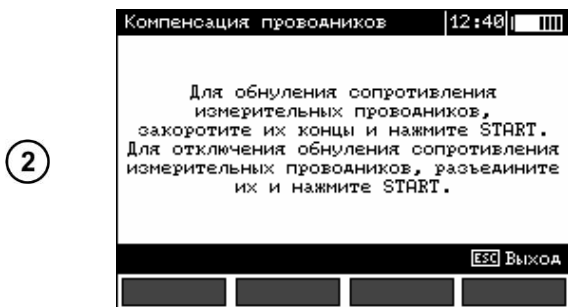 Компенсация проводников 12:40
Для обнуления сопротивления
измерительных проводников,
закоротите их концы и нажмите START.
Для отключения обнуления сопротивления
измерительных проводников, разъедините
их и нажмите START.
2
ESC Выход